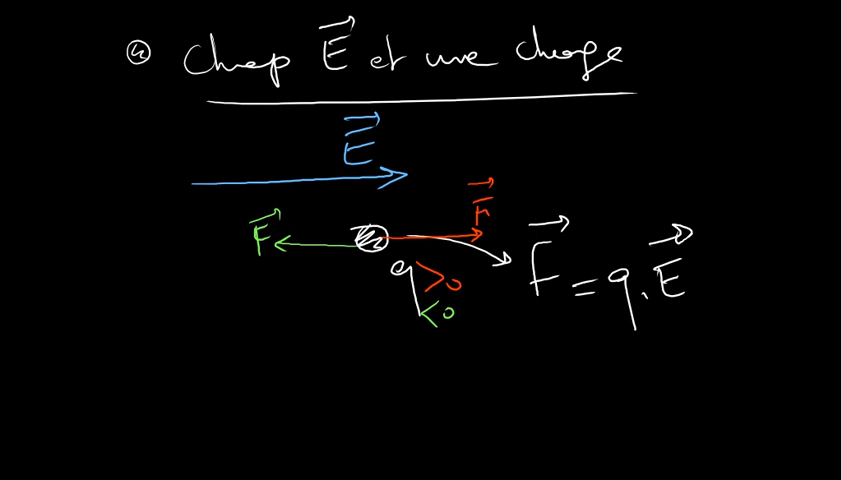 ④ Champ E et une charge
E
F
F
F = q.E
q > 0
< 0